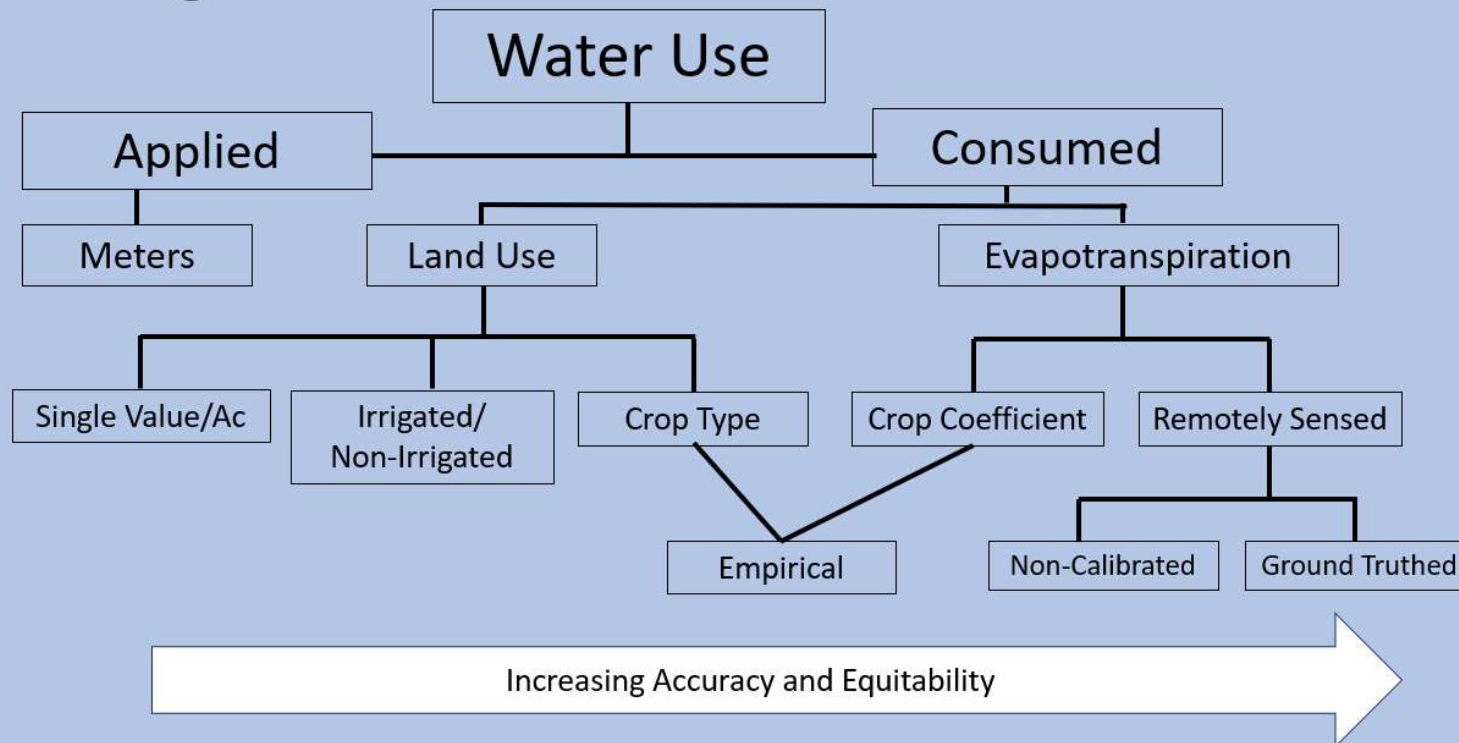 Water Use
Applied
Consumed
Meters
Land Use
Evapotranspiration
Single Value/Ac
Irrigated/
Non-Irrigated
Crop Type
Crop Coefficient
Remotely Sensed
Empirical
Non-Calibrated
Ground Truthed
Increasing Accuracy and Equitability